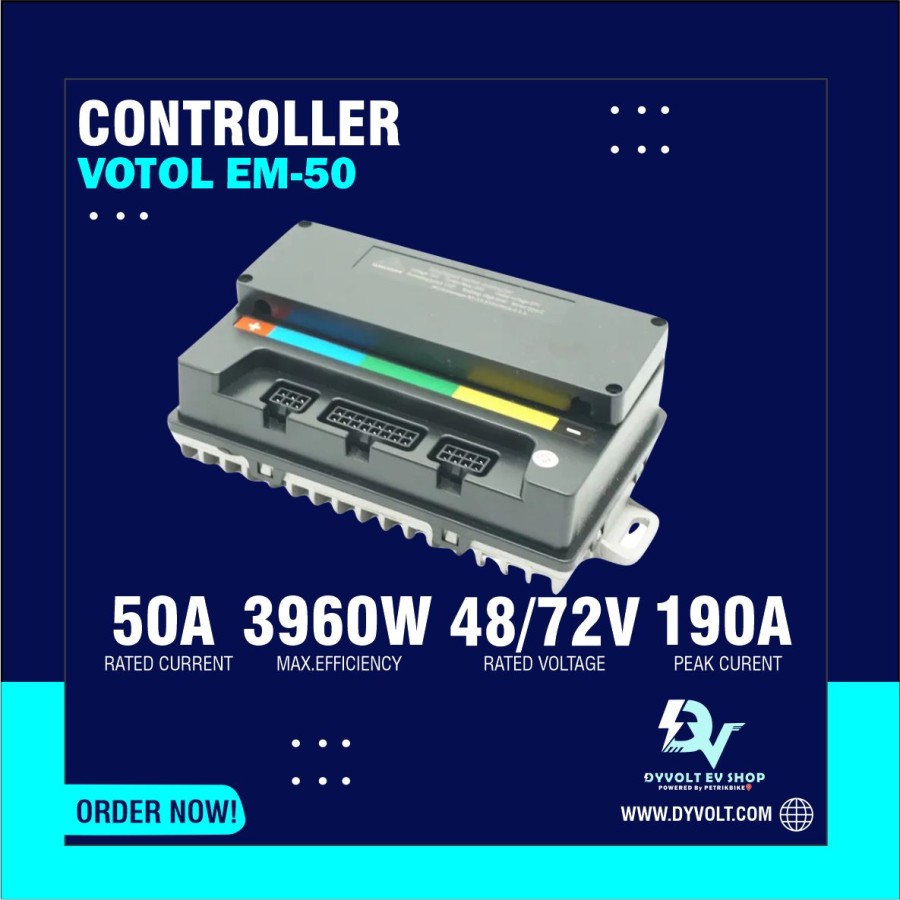 CONTROLLER
VOTOL EM-50
+
-
50A 3960W 48/72V 190A
RATED CURRENT MAX.EFFICIENCY RATED VOLTAGE PEAK CURENT
DV
DYVOLT EV SHOP
POWERED By PETRIKBIKE
ORDER NOW!
WWW.DYVOLT.COM